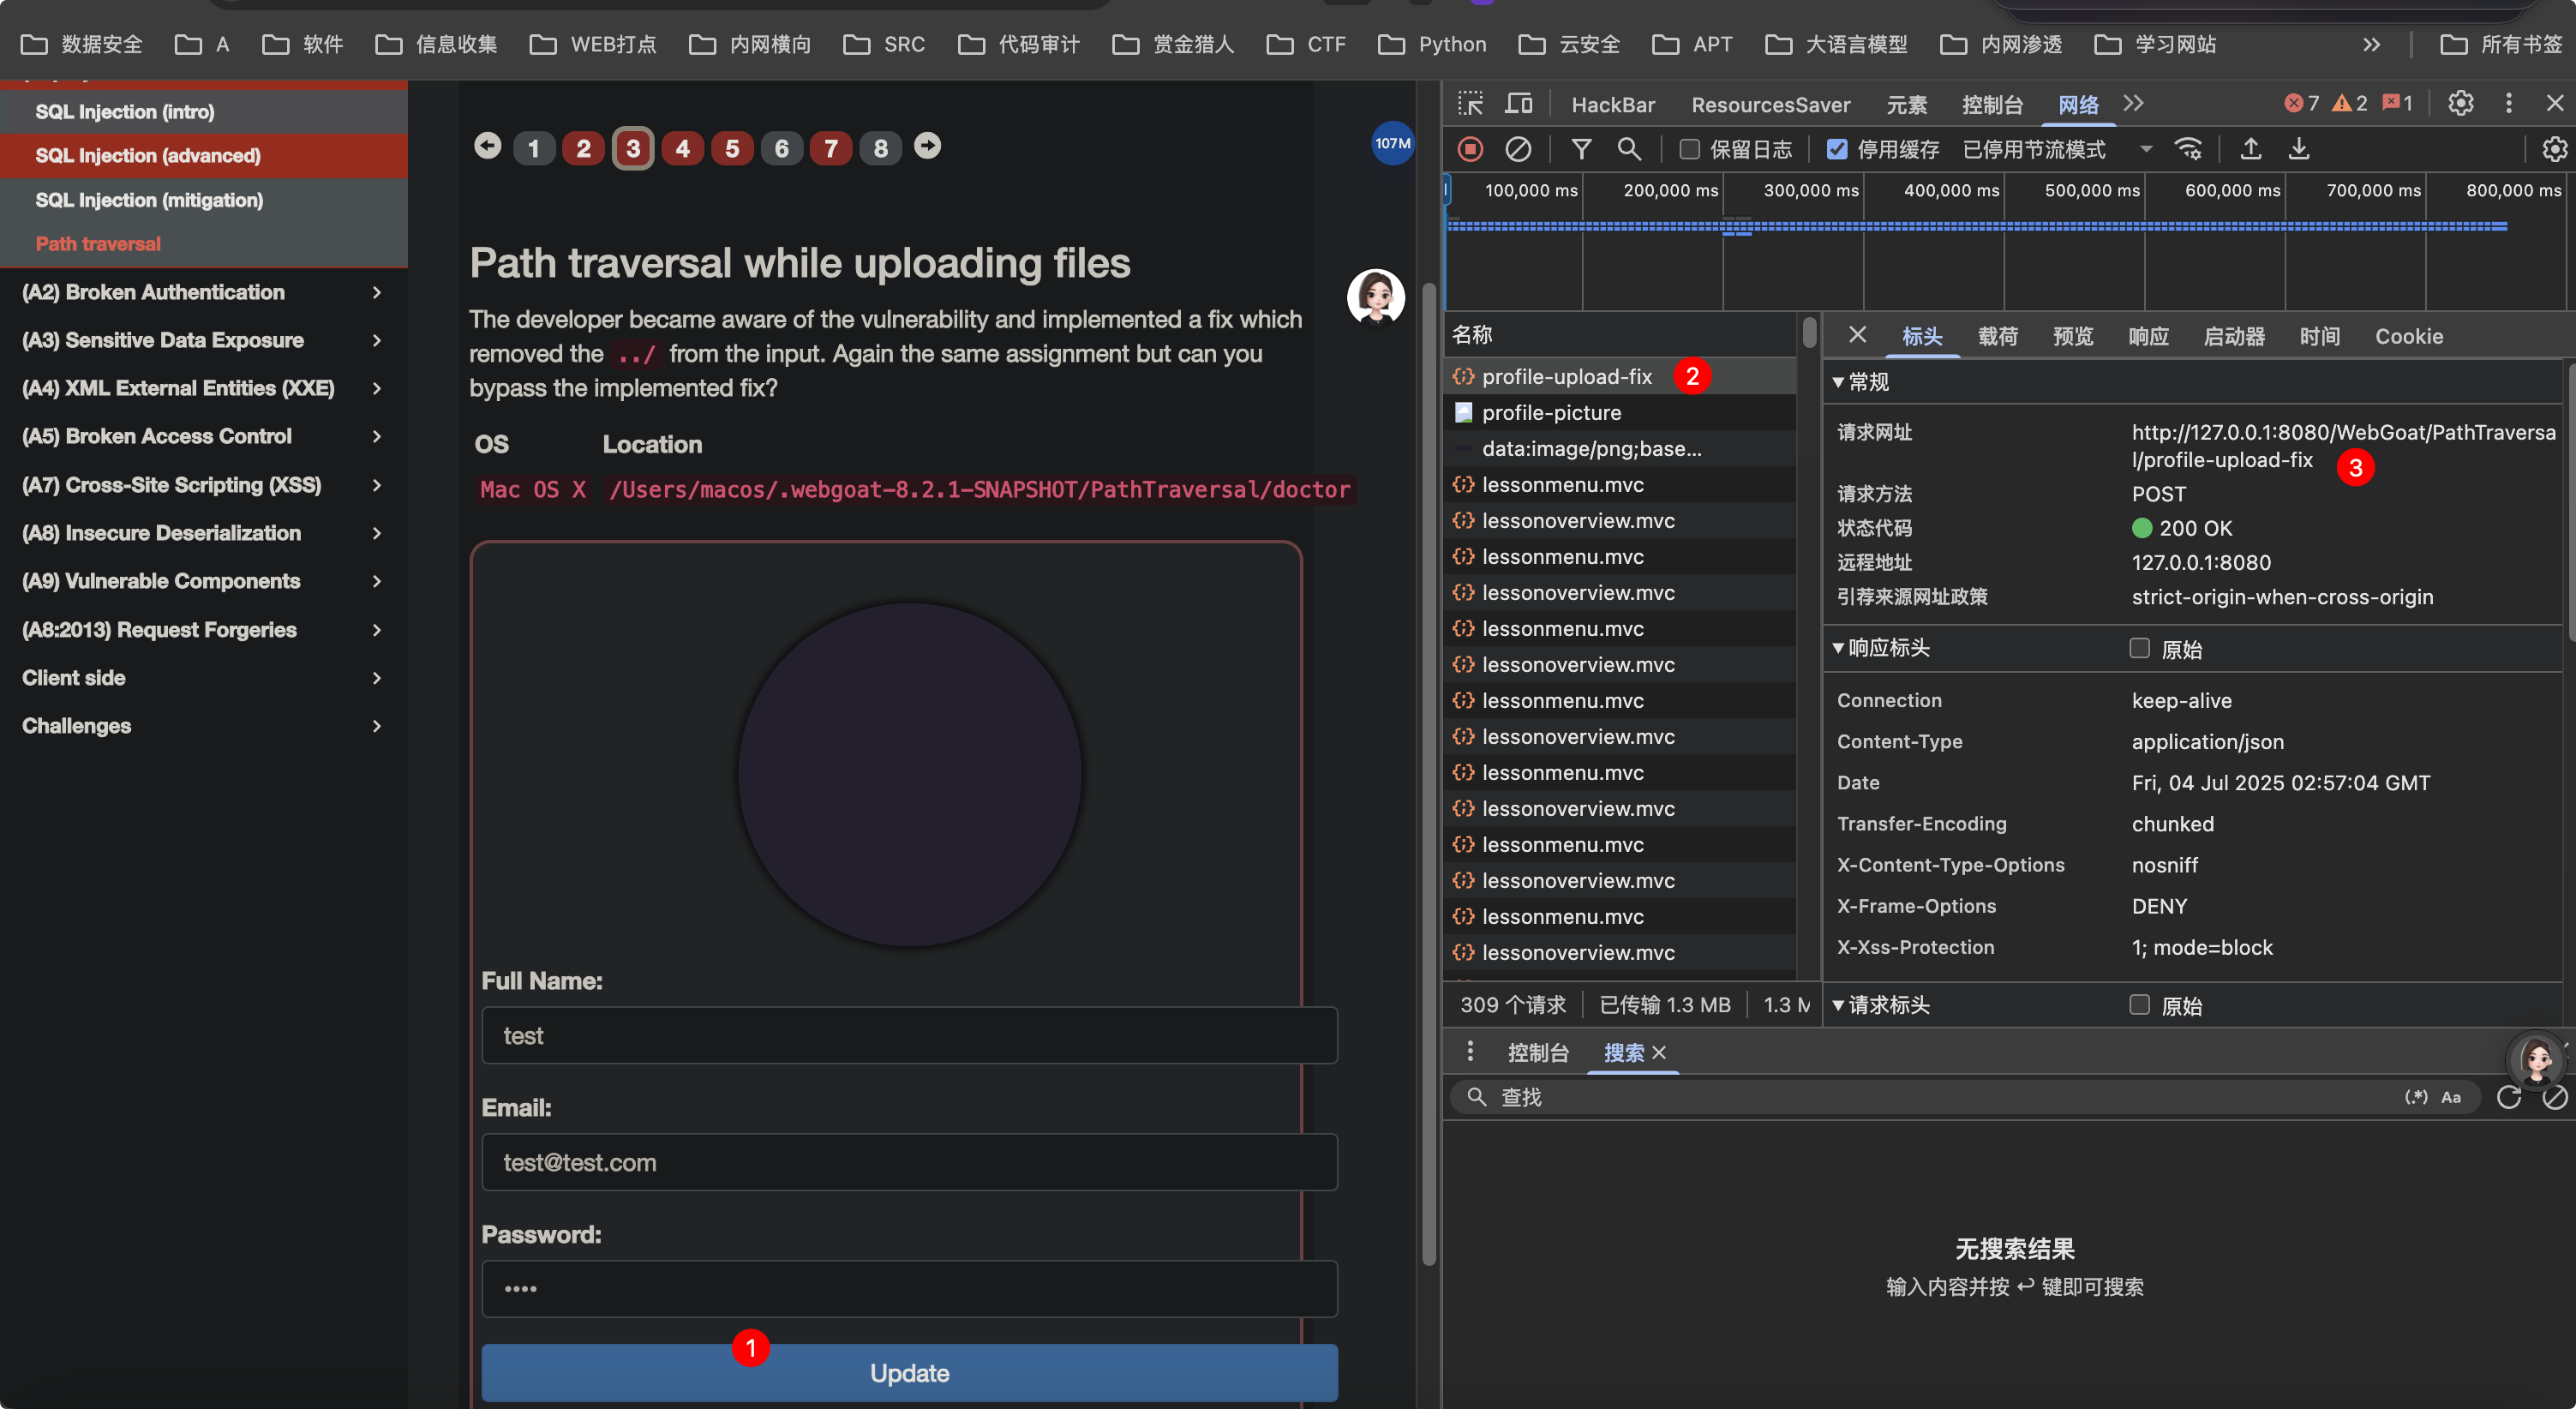 数据安全 A 软件 信息收集 WEB打点 内网横向 SRC 代码审计 赏金猎人 CTF Python 云安全 APT 大语言模型 内网渗透 学习网站 所有书签
SQL Injection (intro)
SQL Injection (advanced)
SQL Injection (mitigation)
Path traversal
(A2) Broken Authentication
(A3) Sensitive Data Exposure
(A4) XML External Entities (XXE)
(A5) Broken Access Control
(A7) Cross-Site Scripting (XSS)
(A8) Insecure Deserialization
(A9) Vulnerable Components
(A8:2013) Request Forgeries
Client side
Challenges
1 2 3 4 5 6 7 8
107M
Path traversal while uploading files
The developer became aware of the vulnerability and implemented a fix which
removed the ../ from the input. Again the same assignment but can you
bypass the implemented fix?
OS Location
Mac OS X /Users/macos/.webgoat-8.2.1-SNAPSHOT/PathTraversal/doctor
Full Name:
test
Email:
test@test.com
Password:
••••
1
Update
HackBar ResourcesSaver 元素 控制台 网络 7 2 1
保留日志 停用缓存 已停用节流模式
100,000 ms 200,000 ms 300,000 ms 400,000 ms 500,000 ms 600,000 ms 700,000 ms 800,000 ms
名称
profile-upload-fix 2
profile-picture
data:image/png;base...
lessonmenu.mvc
lessonoverview.mvc
lessonmenu.mvc
lessonoverview.mvc
lessonmenu.mvc
lessonoverview.mvc
lessonmenu.mvc
lessonoverview.mvc
lessonmenu.mvc
lessonoverview.mvc
lessonmenu.mvc
lessonoverview.mvc
lessonmenu.mvc
lessonoverview.mvc
309 个请求 已传输 1.3 MB 1.3 M
标头 载荷 预览 响应 启动器 时间 Cookie
常规
请求网址 http://127.0.0.1:8080/WebGoat/PathTraversa
l/profile-upload-fix 3
请求方法 POST
状态代码 200 OK
远程地址 127.0.0.1:8080
引荐来源网址政策 strict-origin-when-cross-origin
响应标头 原始
Connection keep-alive
Content-Type application/json
Date Fri, 04 Jul 2025 02:57:04 GMT
Transfer-Encoding chunked
X-Content-Type-Options nosniff
X-Frame-Options DENY
X-Xss-Protection 1; mode=block
请求标头 原始
控制台 搜索
查找 (.*) Aa
无搜索结果
输入内容并按 ↩ 键即可搜索